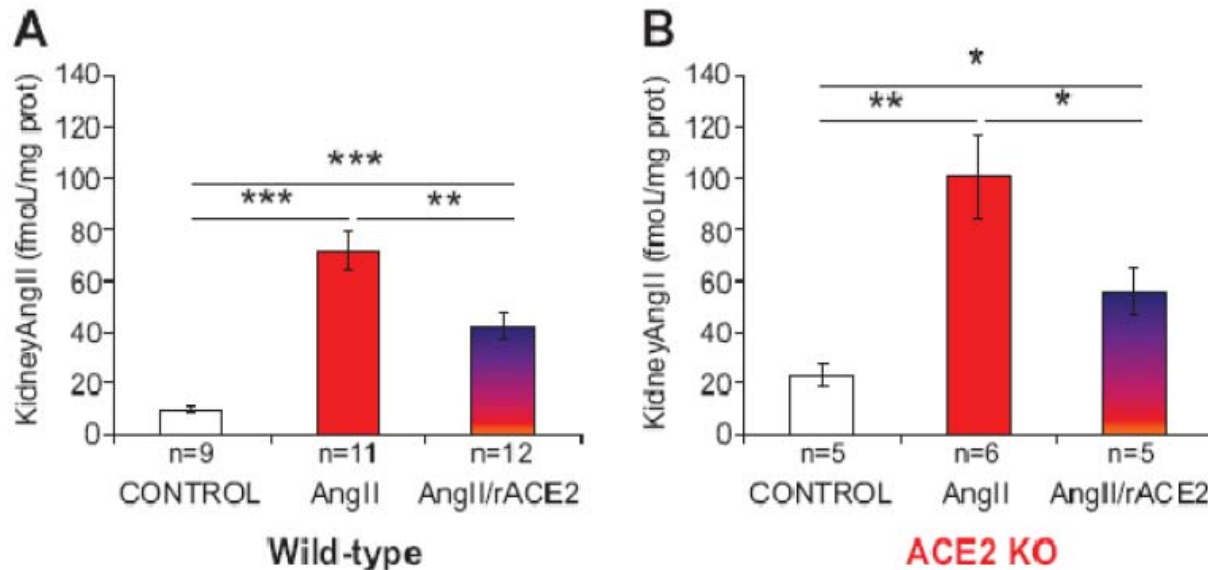 A
KidneyAngII (fmoL/mg prot)
140
120
100
80
60
40
20
0
***
***
**
n=9
n=11
n=12
CONTROL
AngII
AngII/rACE2
Wild-type
B
KidneyAngII (fmoL/mg prot)
140
120
100
80
60
40
20
0
*
**
*
n=5
n=6
n=5
CONTROL
AngII
AngII/rACE2
ACE2 KO